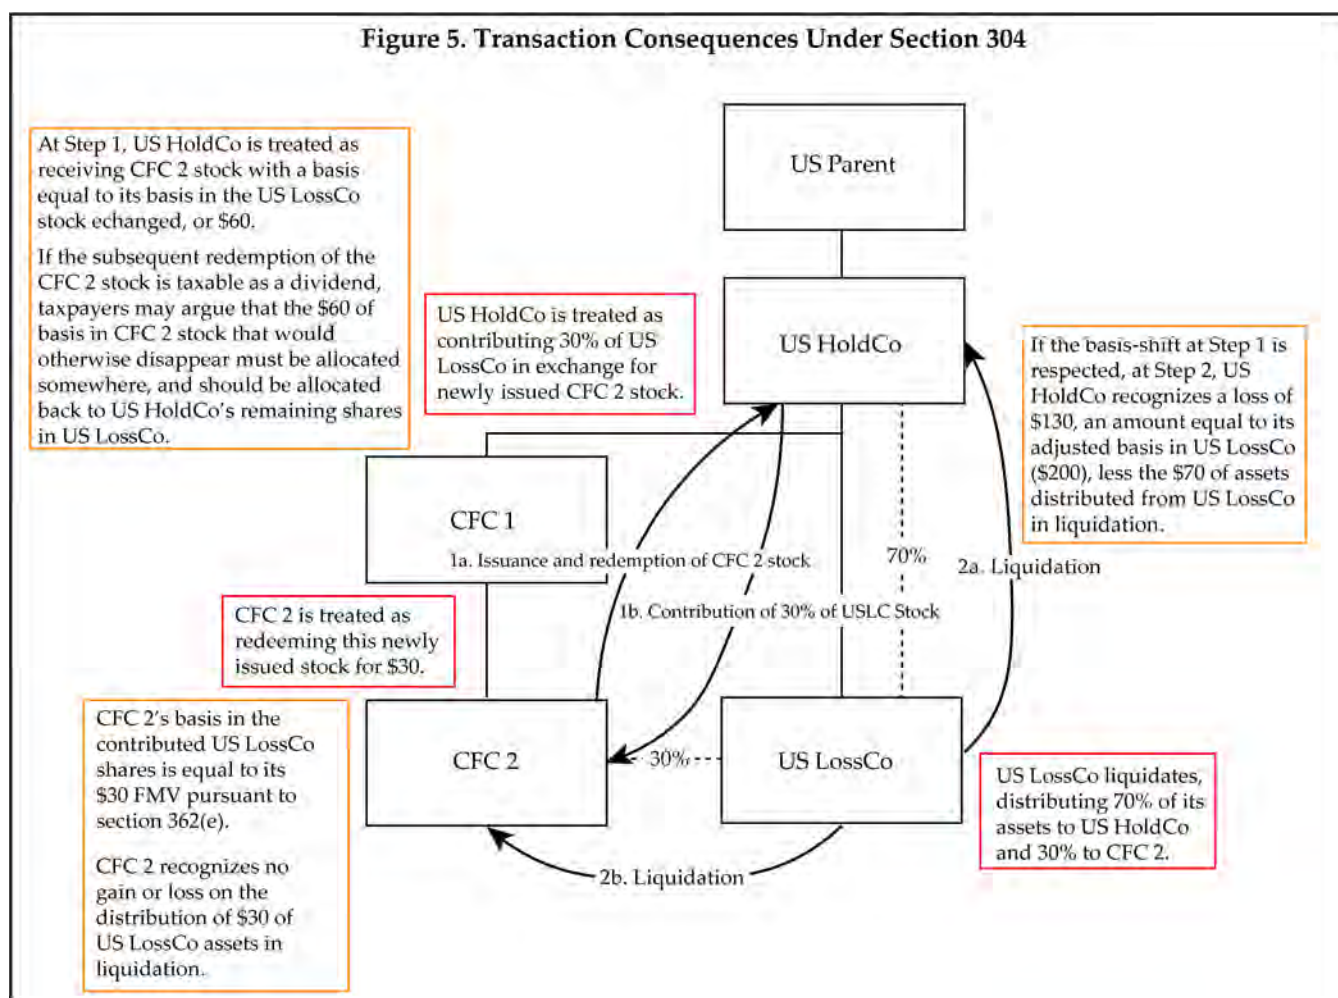 Figure 5. Transaction Consequences Under Section 304
US Parent
At Step 1, US HoldCo is treated as
receiving CFC 2 stock with a basis
equal to its basis in the US LossCo
stock echanged, or $60.
If the subsequent redemption of the
CFC 2 stock is taxable as a dividend,
taxpayers may argue that the $60 of
basis in CFC 2 stock that would
otherwise disappear must be allocated
somewhere, and should be allocated
back to US HoldCo's remaining shares
in US LossCo.
US HoldCo is treated as
contributing 30% of US
LossCo in exchange for
newly issued CFC 2 stock.
US HoldCo
If the basis-shift at Step 1 is
respected, at Step 2, US
HoldCo recognizes a loss of
$130, an amount equal to its
adjusted basis in US LossCo
($200), less the $70 of assets
distributed from US LossCo
in liquidation.
CFC 1
1a. Issuance and redemption of CFC 2 stock
70%
2a. Liquidation
1b. Contribution of 30% of USLC Stock
CFC 2 is treated as
redeeming this newly
issued stock for $30.
CFC 2's basis in the
contributed US LossCo
shares is equal to its
$30 FMV pursuant to
section 362(e).
CFC 2 recognizes no
gain or loss on the
distribution of $30 of
US LossCo assets in
liquidation.
CFC 2
30%
US LossCo
US LossCo liquidates,
distributing 70% of its
assets to US HoldCo
and 30% to CFC 2.
2b. Liquidation